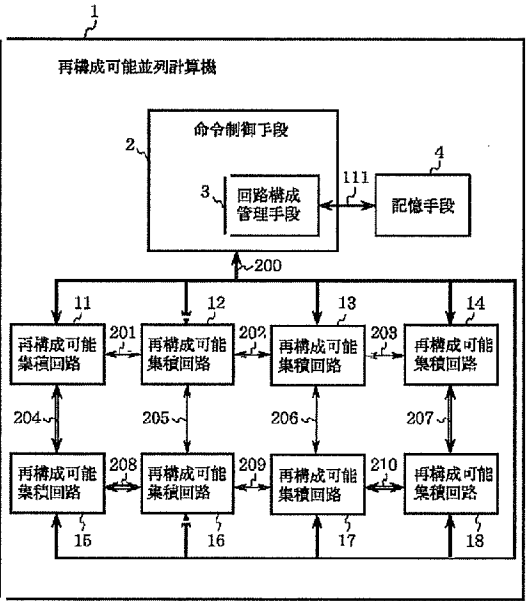 1
再構成可能並列計算機
命令制御手段
2
3
回路構成
管理手段
111
4
記憶手段
200
11
12
13
14
再構成可能
集積回路
201
再構成可能
集積回路
202
再構成可能
集積回路
203
再構成可能
集積回路
204
205
206
207
再構成可能
集積回路
208
再構成可能
集積回路
209
再構成可能
集積回路
210
再構成可能
集積回路
15
16
17
18